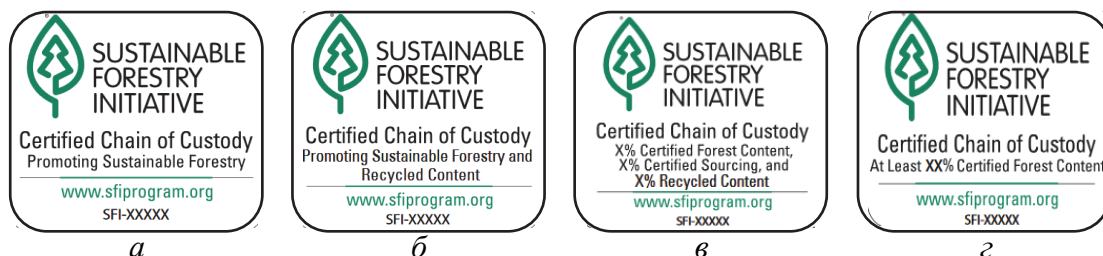 SUSTAINABLE
FORESTRY
INITIATIVE
Certified Chain of Custody
Promoting Sustainable Forestry
www.sfiprogram.org
SFI-XXXXX
а
SUSTAINABLE
FORESTRY
INITIATIVE
Certified Chain of Custody
Promoting Sustainable Forestry and
Recycled Content
www.sfiprogram.org
SFI-XXXXX
б
SUSTAINABLE
FORESTRY
INITIATIVE
Certified Chain of Custody
X% Certified Forest Content,
X% Certified Sourcing, and
X% Recycled Content
www.sfiprogram.org
SFI-XXXXX
в
SUSTAINABLE
FORESTRY
INITIATIVE
Certified Chain of Custody
At Least XX% Certified Forest Content
www.sfiprogram.org
SFI-XXXXX
г